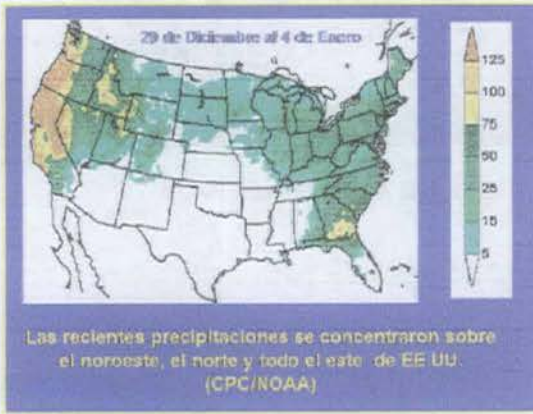 29 de Diciembre al 4 de Enero
125
100
75
50
25
15
5
Las recientes precipitaciones se concentraron sobre
el noroeste, el norte y todo el este de EE UU.
(CPC/NOAA)